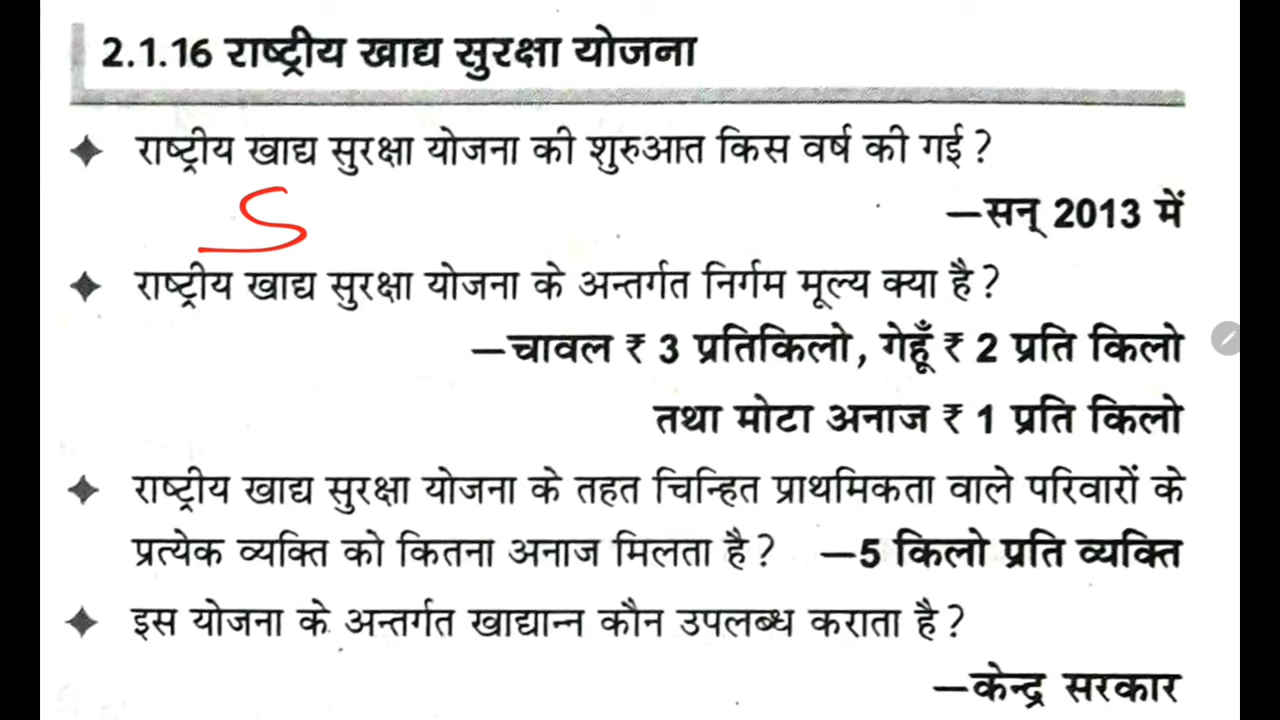 2.1.16 राष्ट्रीय खाद्य सुरक्षा योजना
राष्ट्रीय खाद्य सुरक्षा योजना की शुरुआत किस वर्ष की गई ?
—सन् 2013 में
S
राष्ट्रीय खाद्य सुरक्षा योजना के अन्तर्गत निर्गम मूल्य क्या है ?
—चावल ₹ 3 प्रतिकिलो, गेहूँ ₹ 2 प्रति किलो
तथा मोटा अनाज ₹ 1 प्रति किलो
राष्ट्रीय खाद्य सुरक्षा योजना के तहत चिन्हित प्राथमिकता वाले परिवारों के
प्रत्येक व्यक्ति को कितना अनाज मिलता है ? —5 किलो प्रति व्यक्ति
इस योजना के अन्तर्गत खाद्यान्न कौन उपलब्ध कराता है ?
—केन्द्र सरकार